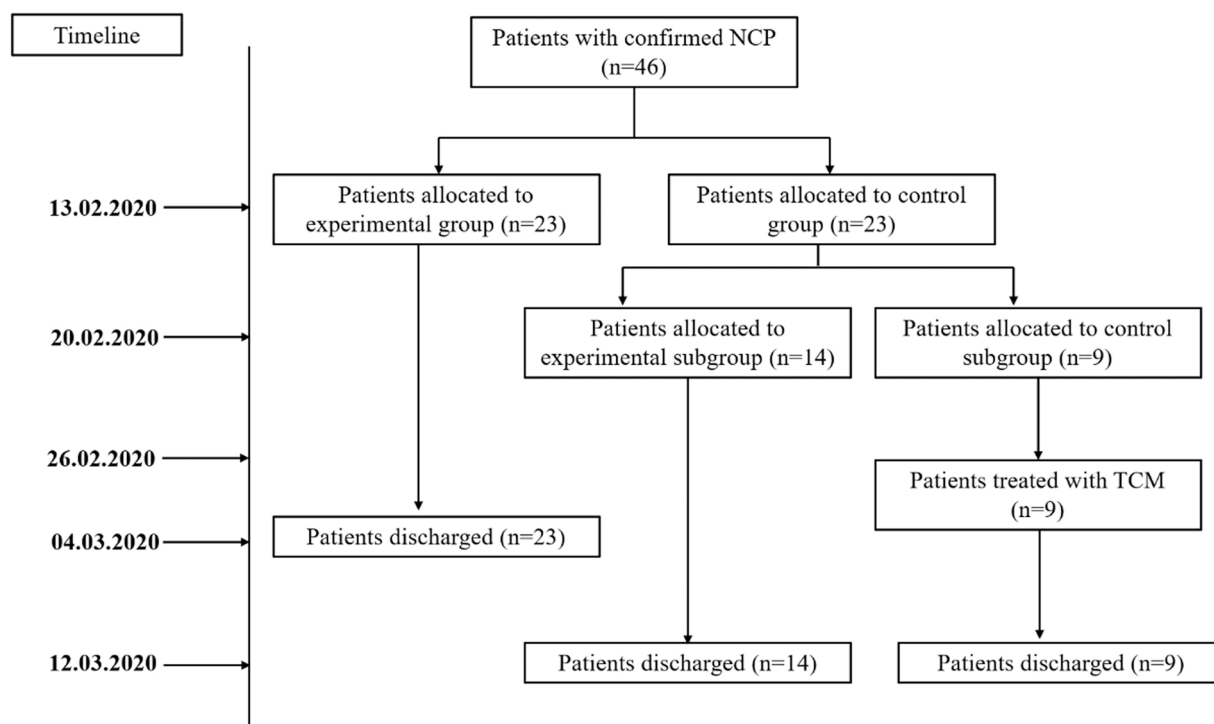 Timeline
Patients with confirmed NCP
(n=46)
13.02.2020
Patients allocated to
experimental group (n=23)
Patients allocated to control
group (n=23)
20.02.2020
Patients allocated to
experimental subgroup (n=14)
Patients allocated to control
subgroup (n=9)
26.02.2020
Patients treated with TCM
(n=9)
04.03.2020
Patients discharged (n=23)
12.03.2020
Patients discharged (n=14)
Patients discharged (n=9)